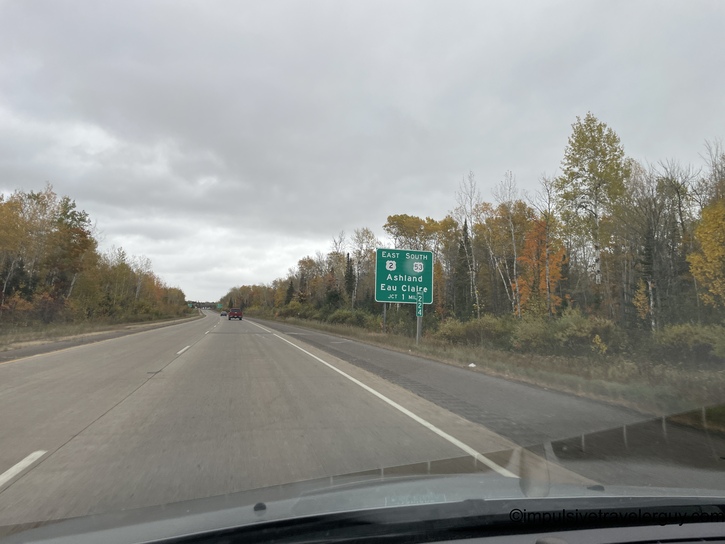 EAST SOUTH
2 53
Ashland
Eau Claire
JCT 1 MILE
©impulsivetravelerguy.com